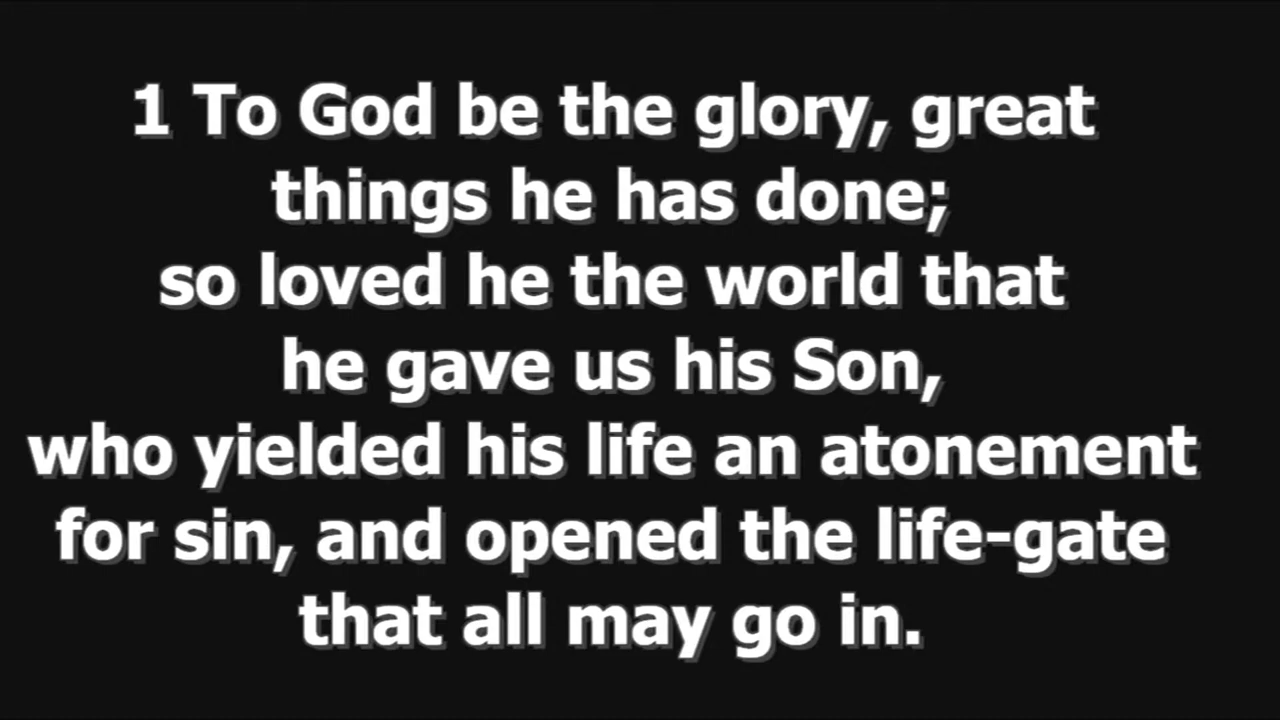 1 To God be the glory, great
things he has done;
so loved he the world that
he gave us his Son,
who yielded his life an atonement
for sin, and opened the life-gate
that all may go in.